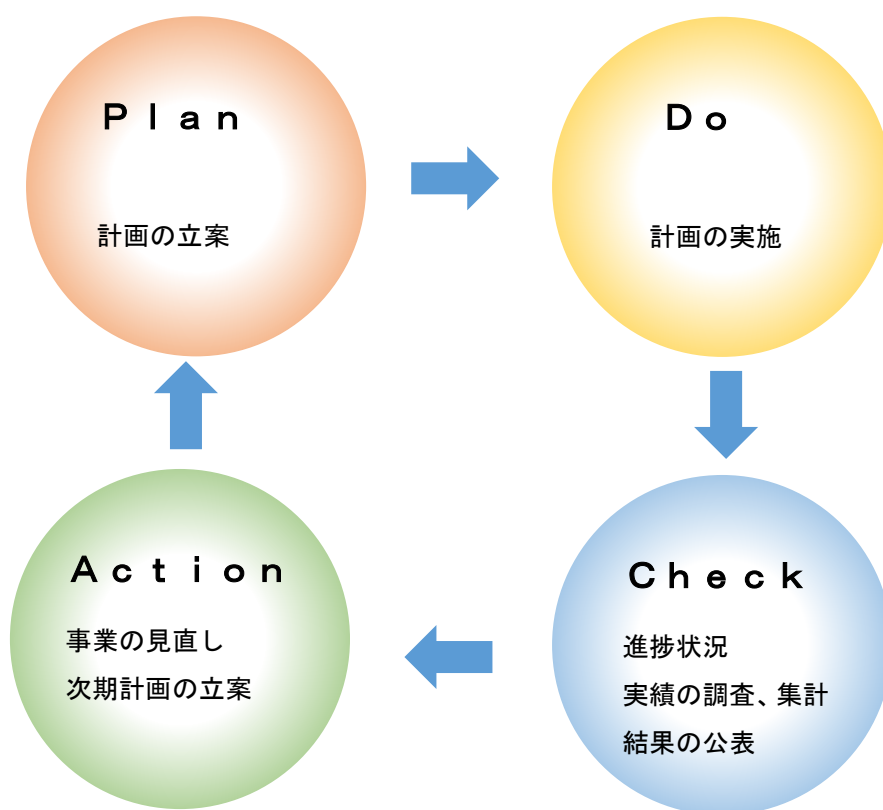 Ｐｌａｎ
計画の立案
Ｄｏ
計画の実施
Ｃｈｅｃｋ
進捗状況
実績の調査、集計
結果の公表
Ａｃｔｉｏｎ
事業の見直し
次期計画の立案